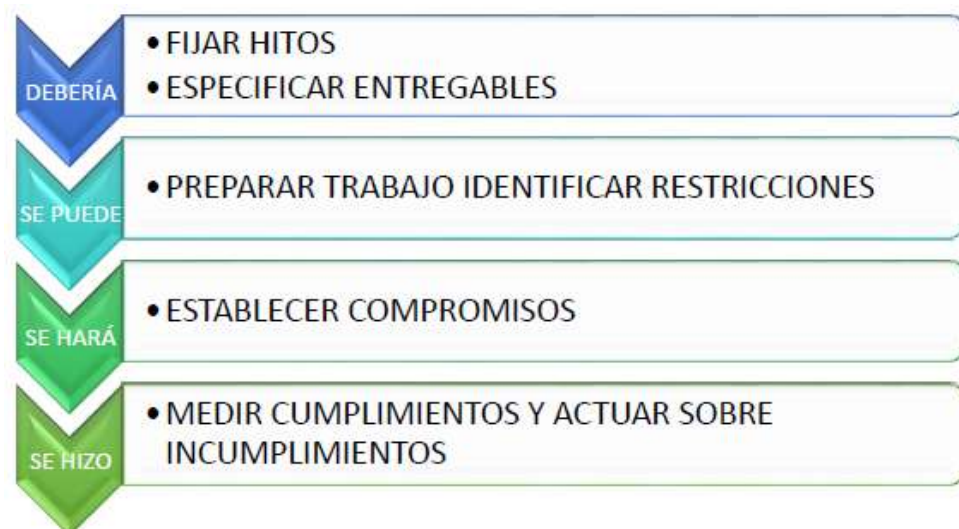 DEBERÍA
• FIJAR HITOS
• ESPECIFICAR ENTREGABLES
SE PUEDE
• PREPARAR TRABAJO IDENTIFICAR RESTRICCIONES
SE HARÁ
• ESTABLECER COMPROMISOS
SE HIZO
• MEDIR CUMPLIMIENTOS Y ACTUAR SOBRE
INCUMPLIMIENTOS